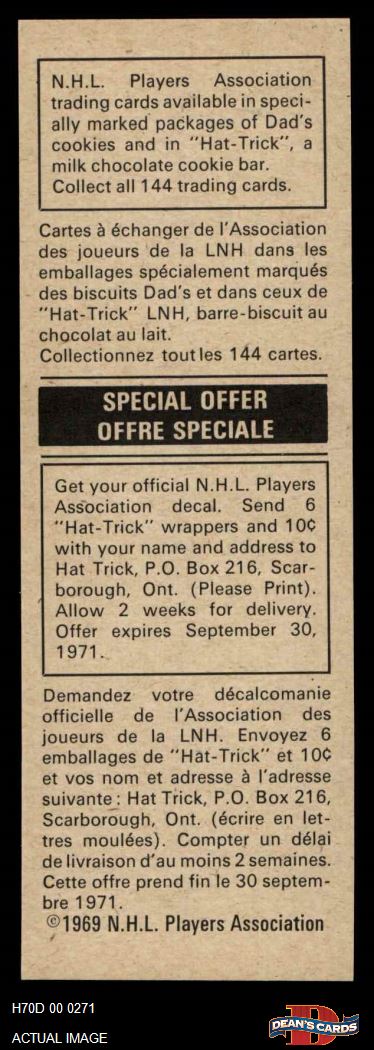 N.H.L. Players Association
trading cards available in speci-
ally marked packages of Dad's
cookies and in "Hat-Trick", a
milk chocolate cookie bar.
Collect all 144 trading cards.
Cartes à échanger de l'Association
des joueurs de la LNH dans les
emballages spécialement marqués
des biscuits Dad's et dans ceux de
"Hat-Trick" LNH, barre-biscuit au
chocolat au lait.
Collectionnez toutles 144 cartes.
SPECIAL OFFER
OFFRE SPECIALE
Get your official N.H.L. Players
Association decal. Send 6
"Hat-Trick" wrappers and 10¢
with your name and address to
Hat Trick, P.O. Box 216, Scar-
borough, Ont. (Please Print).
Allow 2 weeks for delivery.
Offer expires September 30,
1971.
Demandez votre décalcomanie
officielle de l'Association des
joueurs de la LNH. Envoyez 6
emballages de "Hat-Trick" et 10¢
et vos nom et adresse à l'adresse
suivante: Hat Trick, P.O. Box 216,
Scarborough, Ont. (écrire en let-
tres moulées). Compter un délai
de livraison d'au moins 2 semaines.
Cette offre prend fin le 30 septem-
bre 1971.
©1969 N.H.L. Players Association
H70D 00 0271
ACTUAL IMAGE
D
DEAN'S CARDS